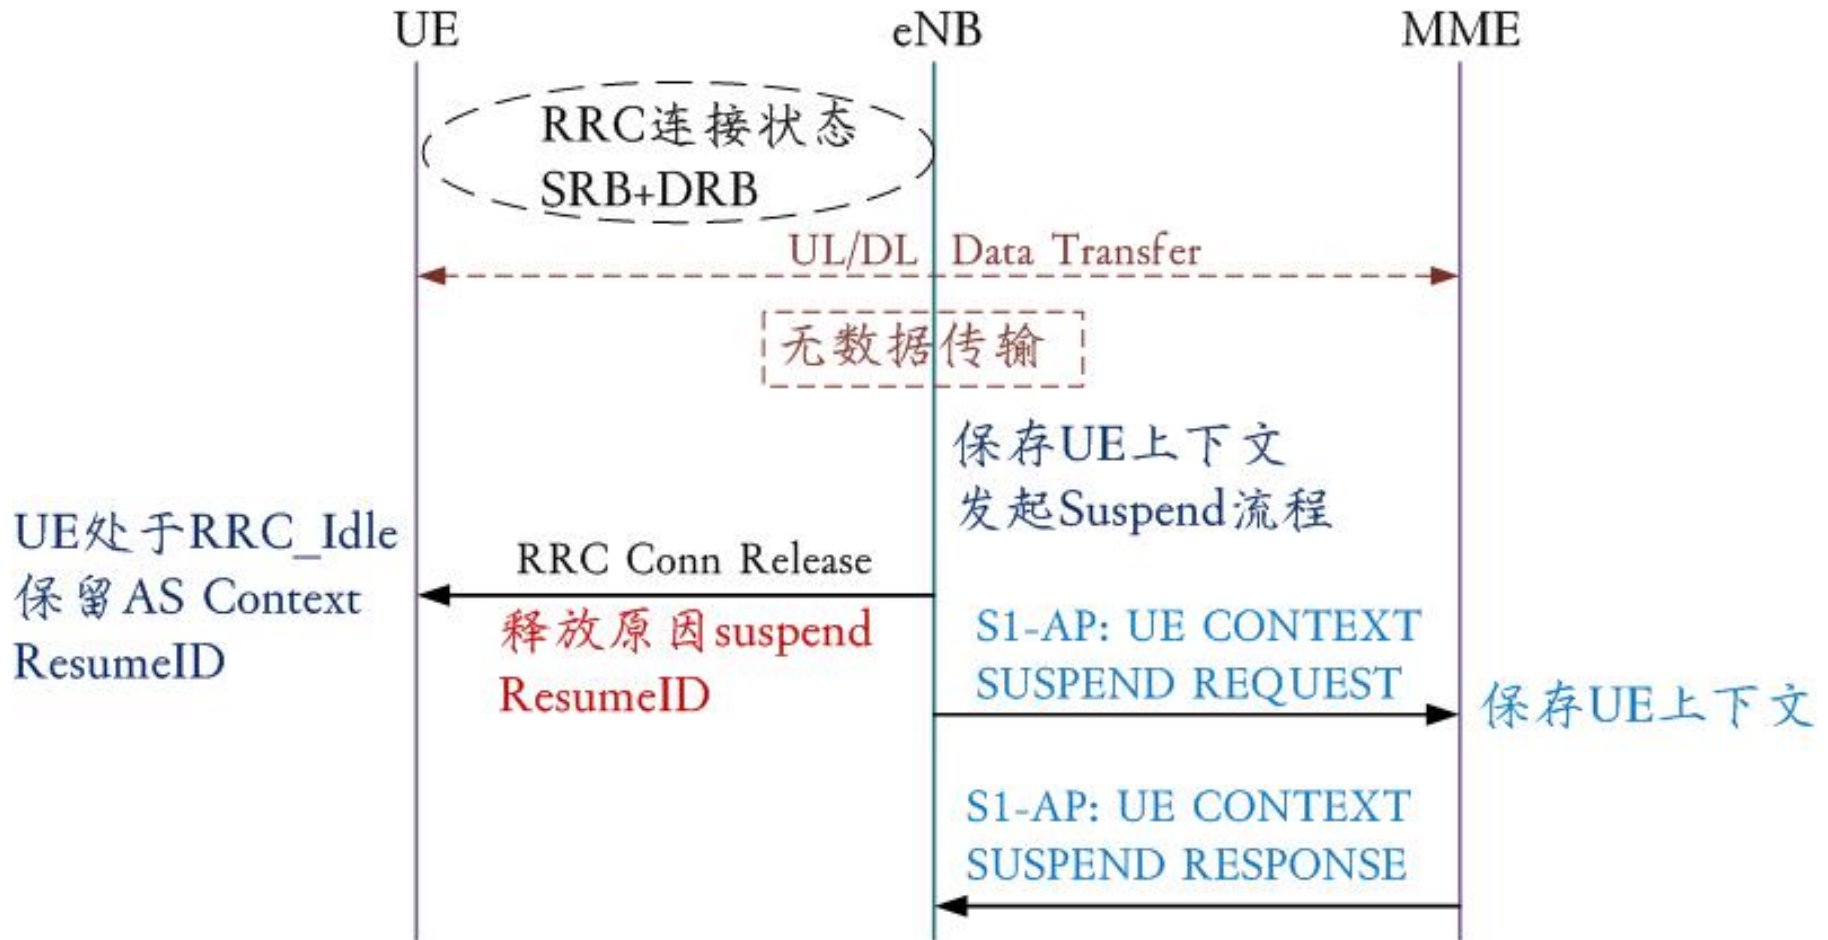 UE
eNB
MME
RRC连接状态
SRB+DRB
UL/DL Data Transfer
无数据传输
保存UE上下文
发起Suspend流程
UE处于RRC_Idle
保留AS Context
ResumeID
RRC Conn Release
释放原因suspend
ResumeID
S1-AP: UE CONTEXT
SUSPEND REQUEST
保存UE上下文
S1-AP: UE CONTEXT
SUSPEND RESPONSE